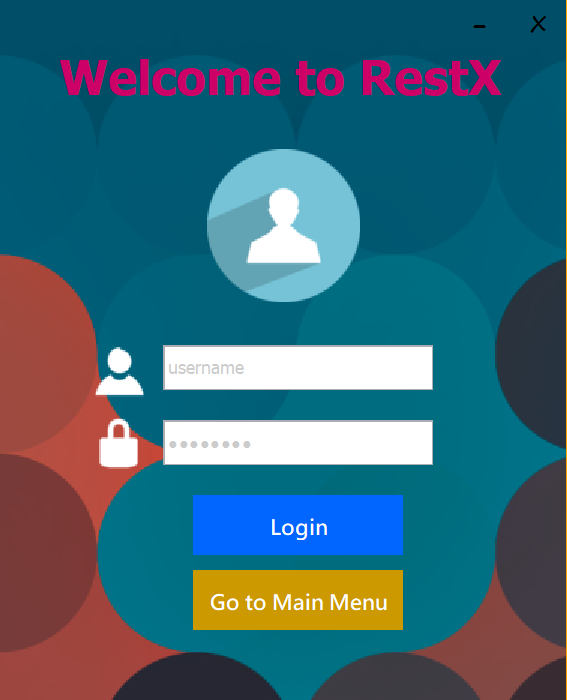 Welcome to RestX
username
••••••••
Login
Go to Main Menu